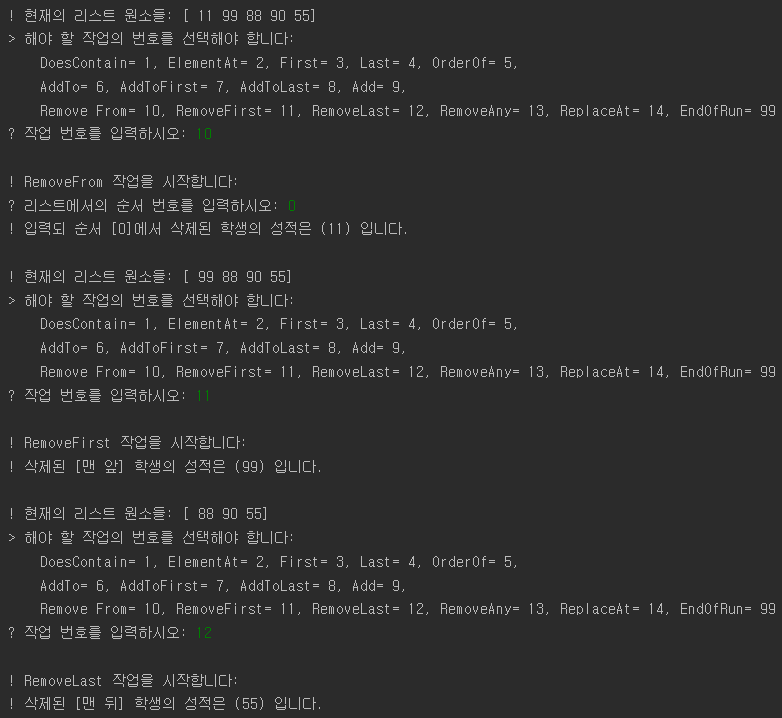 ! 현재의 리스트 원소들: [ 11 99 88 90 55]
> 해야 할 작업의 번호를 선택해야 합니다:
DoesContain= 1, ElementAt= 2, First= 3, Last= 4, OrderOf= 5,
AddTo= 6, AddToFirst= 7, AddToLast= 8, Add= 9,
Remove From= 10, RemoveFirst= 11, RemoveLast= 12, RemoveAny= 13, ReplaceAt= 14, EndOfRun= 99
? 작업 번호를 입력하시오: 10
! RemoveFrom 작업을 시작합니다:
? 리스트에서의 순서 번호를 입력하시오: 0
! 입력되 순서 [0]에서 삭제된 학생의 성적은 (11) 입니다.
! 현재의 리스트 원소들: [ 99 88 90 55]
> 해야 할 작업의 번호를 선택해야 합니다:
DoesContain= 1, ElementAt= 2, First= 3, Last= 4, OrderOf= 5,
AddTo= 6, AddToFirst= 7, AddToLast= 8, Add= 9,
Remove From= 10, RemoveFirst= 11, RemoveLast= 12, RemoveAny= 13, ReplaceAt= 14, EndOfRun= 99
? 작업 번호를 입력하시오: 11
! RemoveFirst 작업을 시작합니다:
! 삭제된 [맨 앞] 학생의 성적은 (99) 입니다.
! 현재의 리스트 원소들: [ 88 90 55]
> 해야 할 작업의 번호를 선택해야 합니다:
DoesContain= 1, ElementAt= 2, First= 3, Last= 4, OrderOf= 5,
AddTo= 6, AddToFirst= 7, AddToLast= 8, Add= 9,
Remove From= 10, RemoveFirst= 11, RemoveLast= 12, RemoveAny= 13, ReplaceAt= 14, EndOfRun= 99
? 작업 번호를 입력하시오: 12
! RemoveLast 작업을 시작합니다:
! 삭제된 [맨 뒤] 학생의 성적은 (55) 입니다.